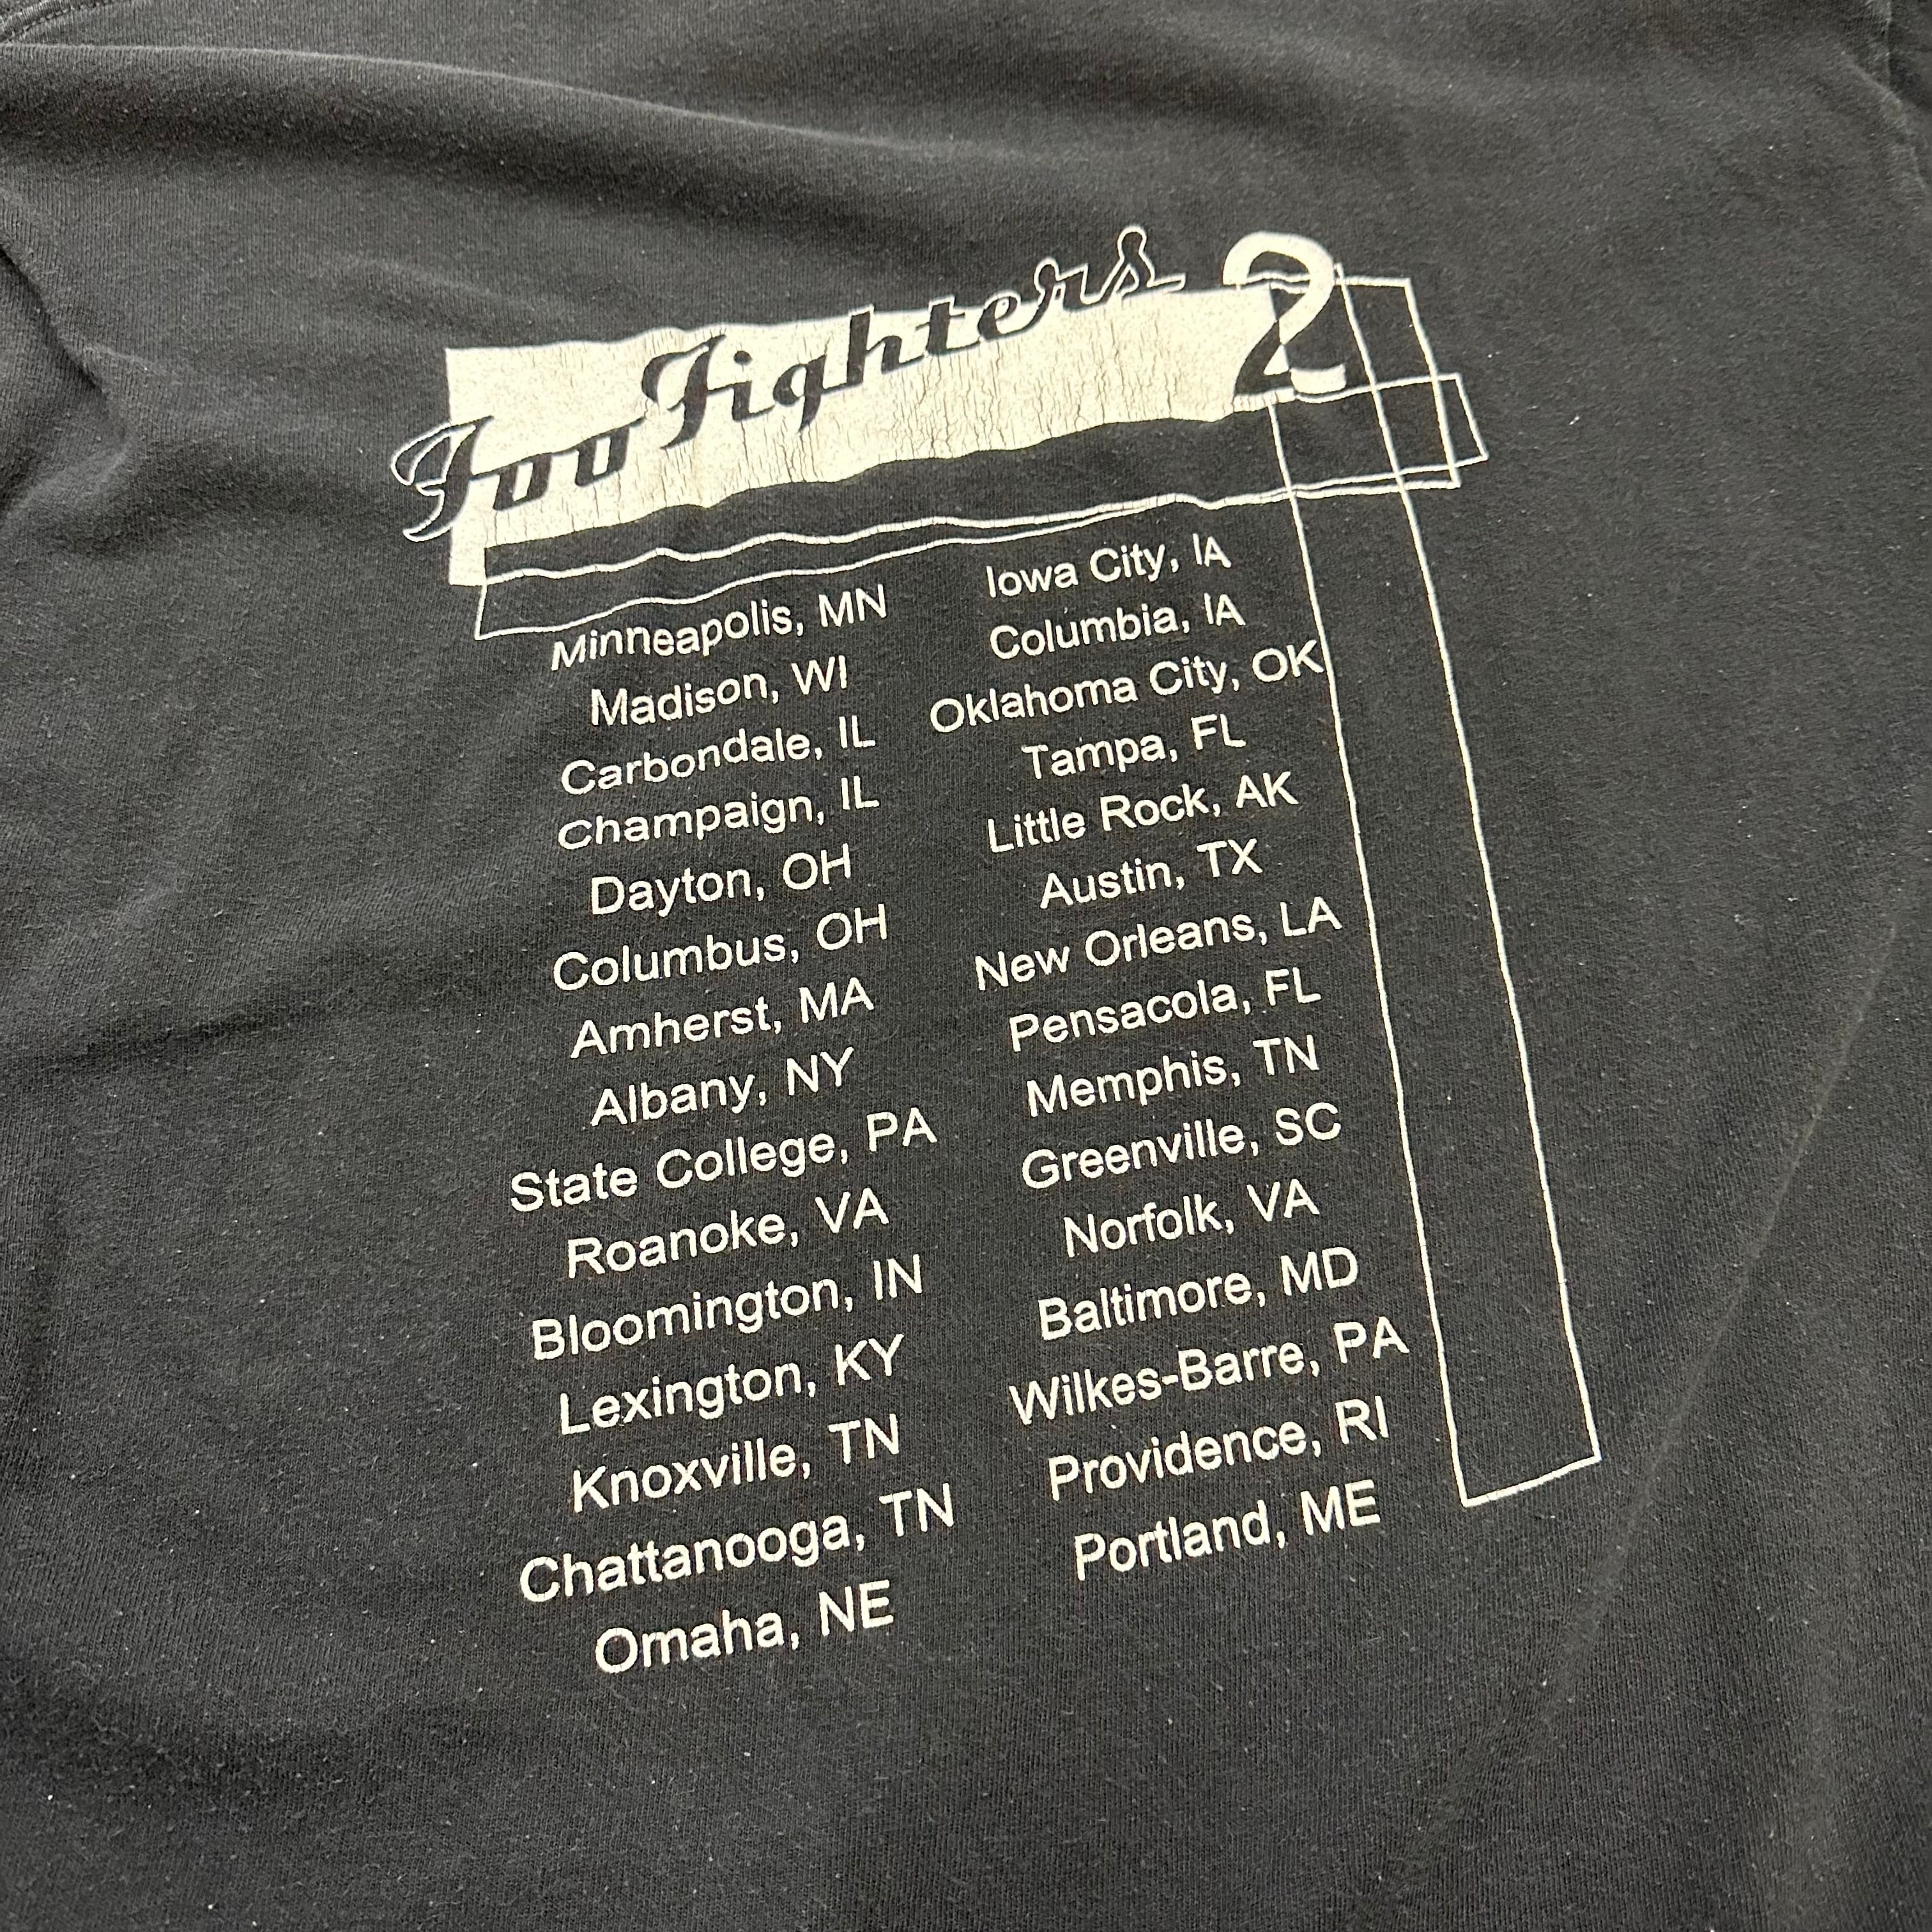 Foo Fighters 2
Minneapolis, MN
Madison, WI
Carbondale, IL
Champaign, IL
Dayton, OH
Columbus, OH
Amherst, MA
Albany, NY
State College, PA
Roanoke, VA
Bloomington, IN
Lexington, KY
Knoxville, TN
Chattanooga, TN
Omaha, NE
Iowa City, IA
Columbia, IA
Oklahoma City, OK
Tampa, FL
Little Rock, AK
Austin, TX
New Orleans, LA
Pensacola, FL
Memphis, TN
Greenville, SC
Norfolk, VA
Baltimore, MD
Wilkes-Barre, PA
Providence, RI
Portland, ME